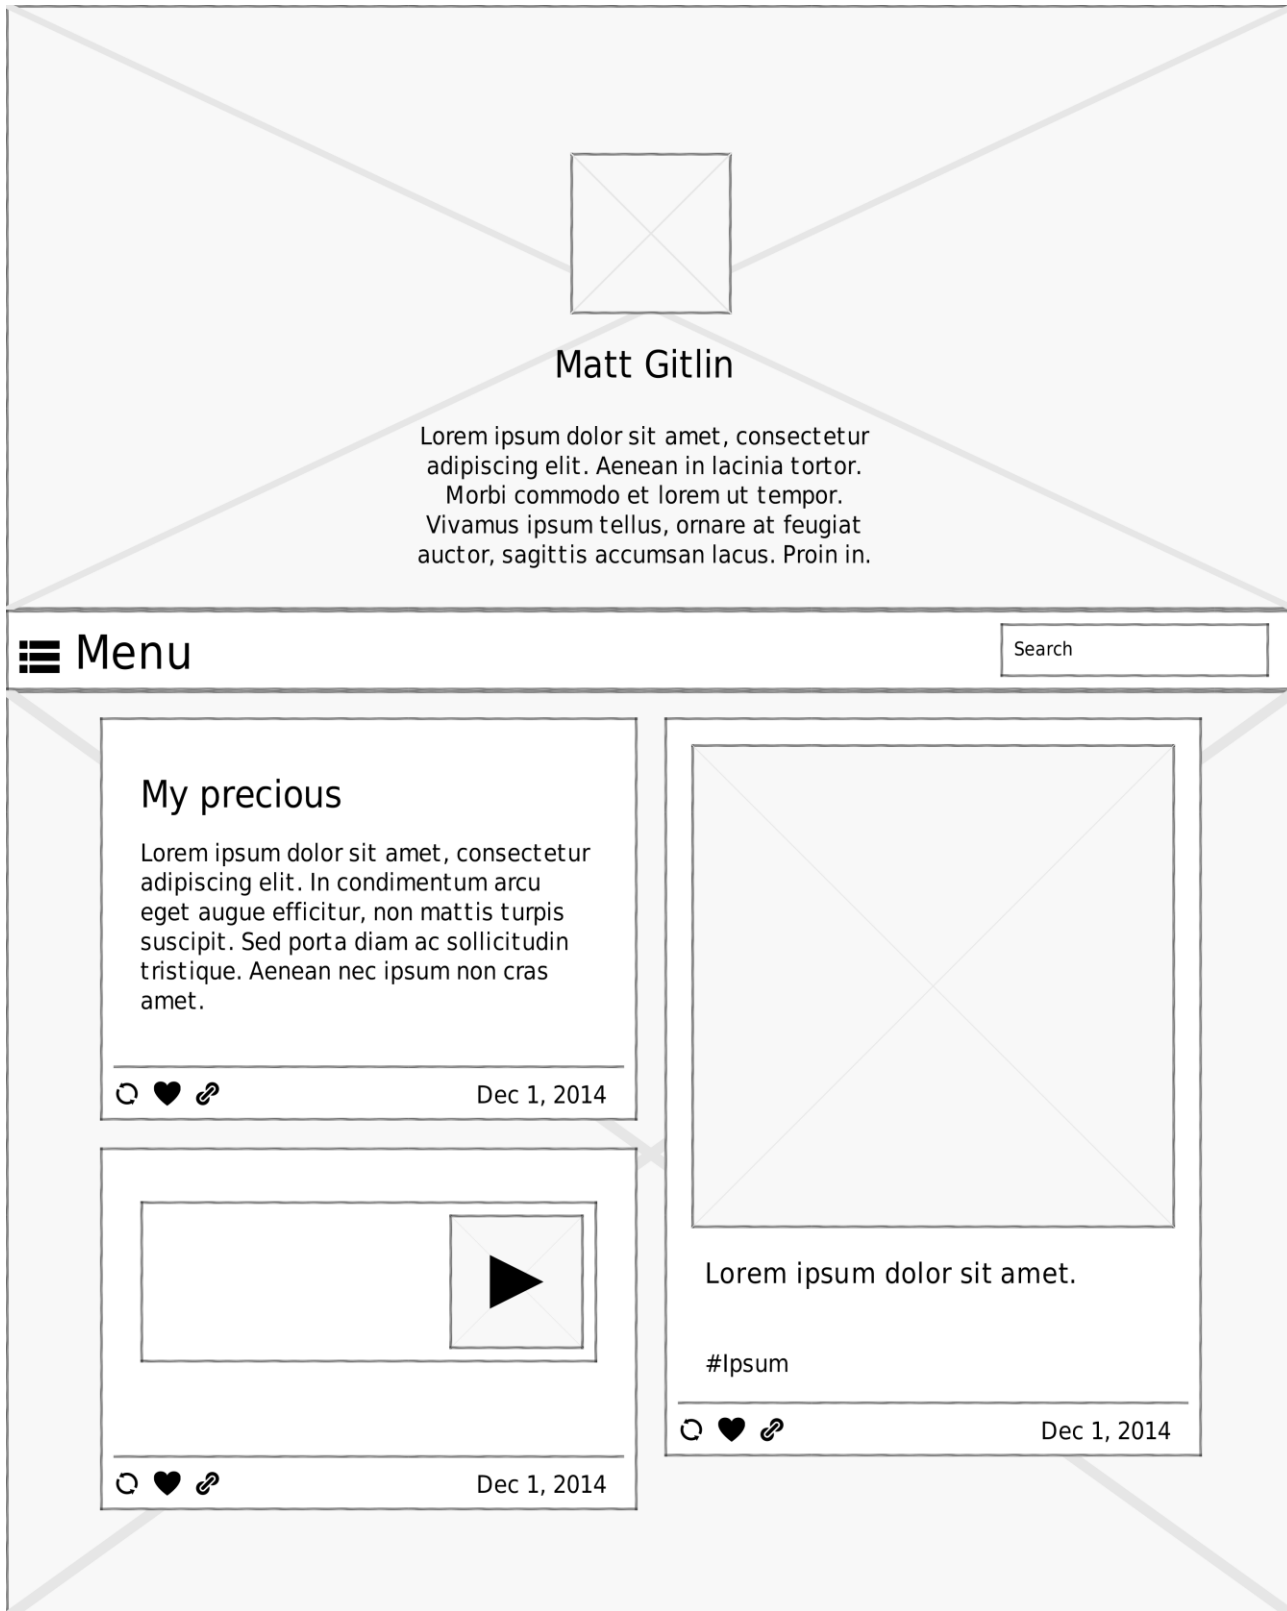 Matt Gitlin
Lorem ipsum dolor sit amet, consectetur
adipiscing elit. Aenean in lacinia tortor.
Morbi commodo et lorem ut tempor.
Vivamus ipsum tellus, ornare at feugiat
auctor, sagittis accumsan lacus. Proin in.
Menu
Search
My precious
Lorem ipsum dolor sit amet, consectetur
adipiscing elit. In condimentum arcu
eget augue efficitur, non mattis turpis
suscipit. Sed porta diam ac sollicitudin
tristique. Aenean nec ipsum non cras
amet.
Dec 1, 2014
Dec 1, 2014
Lorem ipsum dolor sit amet.
#Ipsum
Dec 1, 2014